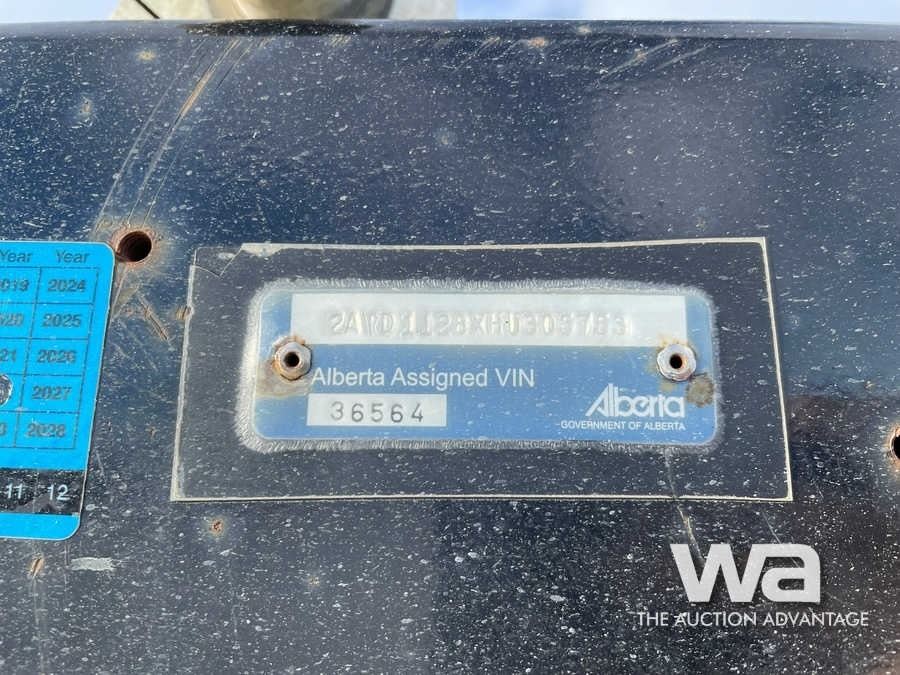 Year Year
2024
2025
2026
2027
2028
11 12
Alberta Assigned VIN
36564
Alberta
GOVERNMENT OF ALBERTA
wa
THE AUCTION ADVANTAGE